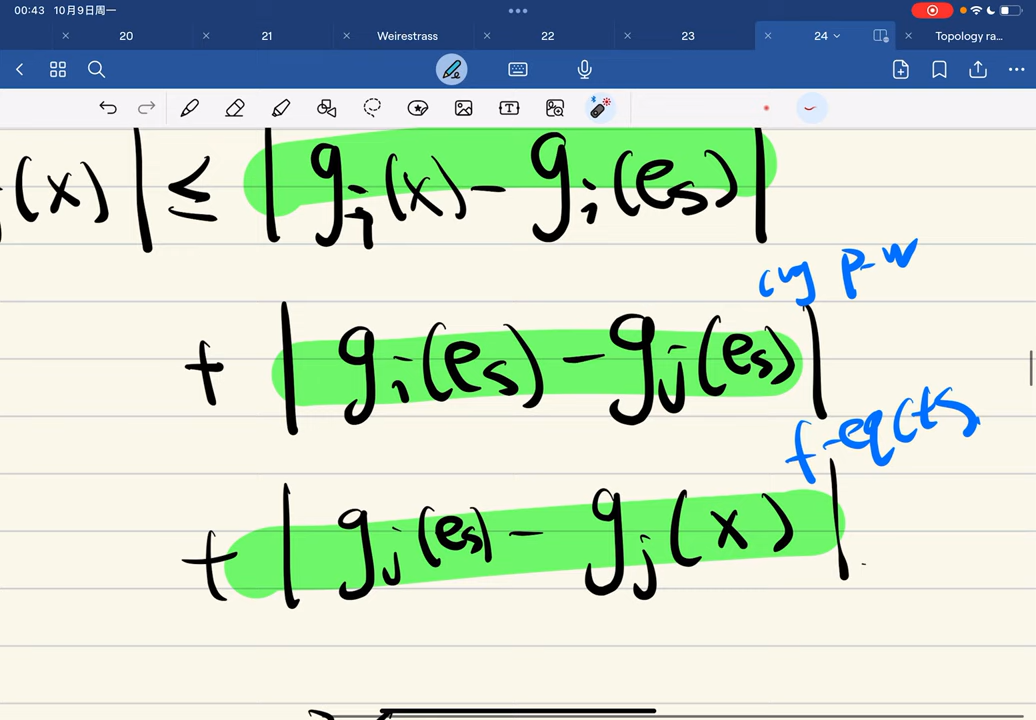 00:43 10月9日周一
20 21 Weirestrass 22 23 24 Topology ra...
(x)| ≤ |g_i(x) - g_i(e_s)|
cvg p-w
+ |g_i(e_s) - g_j(e_s)|
f-eqcts
+ |g_j(e_s) - g_j(x)|.